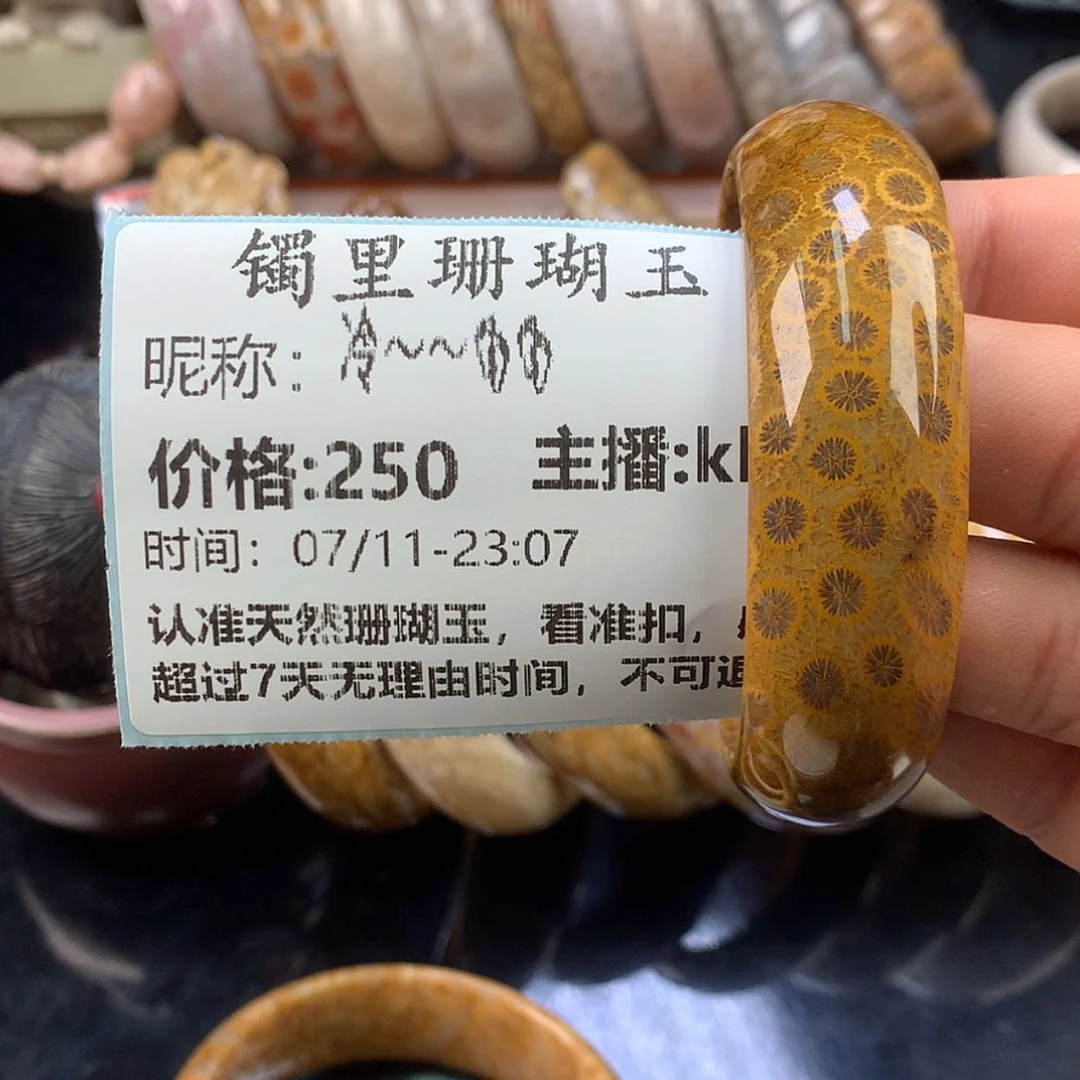 镯里珊瑚玉
昵称：冷~~
价格:250 主播:k
时间：07/11-23:07
认准天然珊瑚玉，看准扣，
超过7天无理由时间，不可退